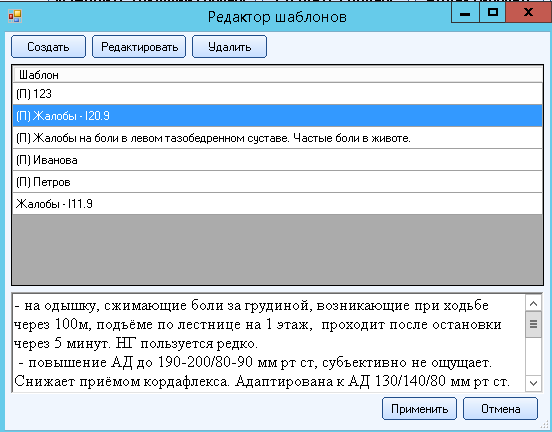 Редактор шаблонов
Создать Редактировать Удалить
Шаблон
(П) 123
(П) Жалобы - I20.9
(П) Жалобы на боли в левом тазобедренном суставе. Частые боли в животе.
(П) Иванова
(П) Петров
Жалобы - I11.9
- на одышку, сжимающие боли за грудиной, возникающие при ходьбе
через 100м, подъёме по лестнице на 1 этаж, проходит после остановки
через 5 минут. НГ пользуется редко.
- повышение АД до 190-200/80-90 мм рт ст, субъективно не ощущает.
Снижает приёмом кордафлекса. Адаптирована к АД 130/140/80 мм рт ст.
Применить Отмена